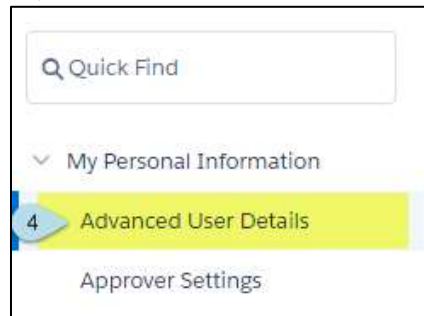 Quick Find
My Personal Information
4 Advanced User Details
Approver Settings